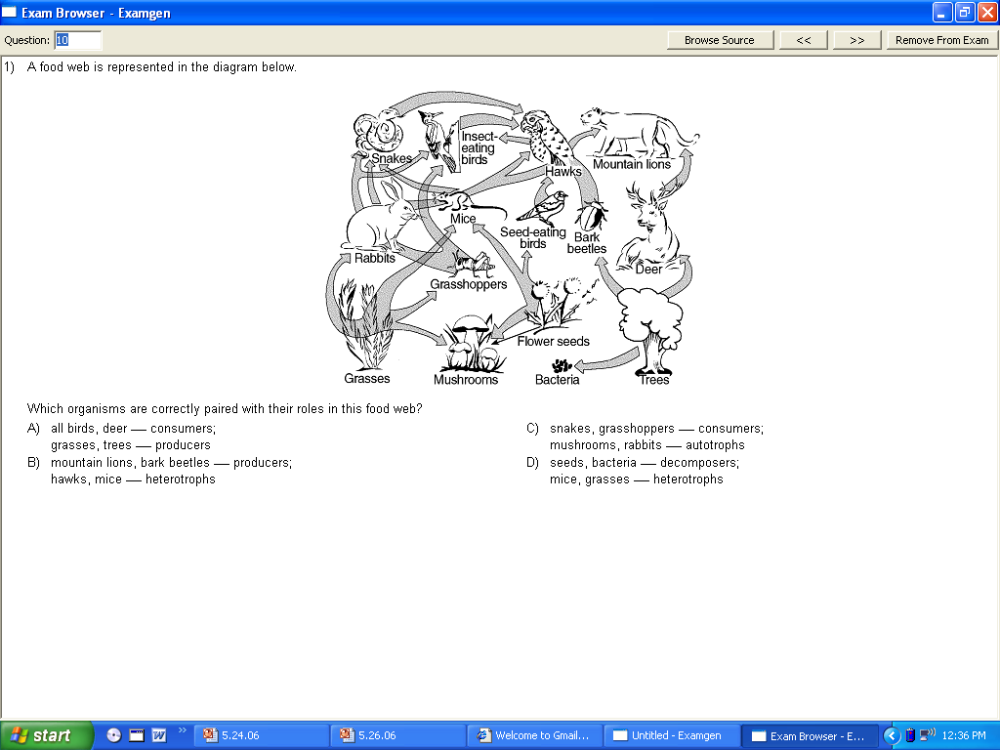 Exam Browser - Examgen
Question: 10 Browse Source << >> Remove From Exam
1) A food web is represented in the diagram below.
Snakes
Insect-
eating
birds
Hawks
Mountain lions
Mice
Seed-eating
birds
Bark
beetles
Rabbits
Deer
Grasshoppers
Flower seeds
Grasses
Mushrooms
Bacteria
Trees
Which organisms are correctly paired with their roles in this food web?
A) all birds, deer — consumers;
grasses, trees — producers
B) mountain lions, bark beetles — producers;
hawks, mice — heterotrophs
C) snakes, grasshoppers — consumers;
mushrooms, rabbits — autotrophs
D) seeds, bacteria — decomposers;
mice, grasses — heterotrophs
start » 5.24.06 5.26.06 Welcome to Gmail... Untitled - Examgen Exam Browser - E... 12:36 PM